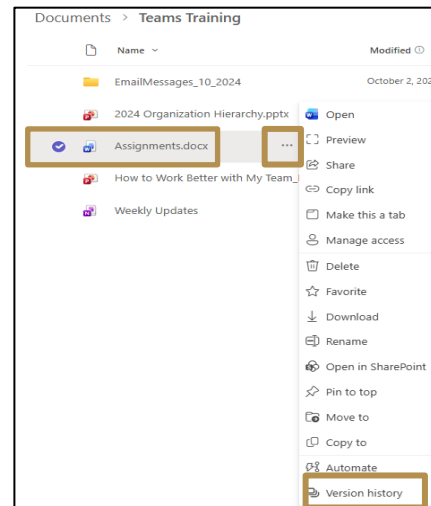 Documents > Teams Training
Name Modified
EmailMessages_10_2024 October 2, 202
2024 Organization Hierarchy.pptx
Assignments.docx ...
How to Work Better with My Team_
Weekly Updates
Open
Preview
Share
Copy link
Make this a tab
Manage access
Delete
Favorite
Download
Rename
Open in SharePoint
Pin to top
Move to
Copy to
Automate
Version history